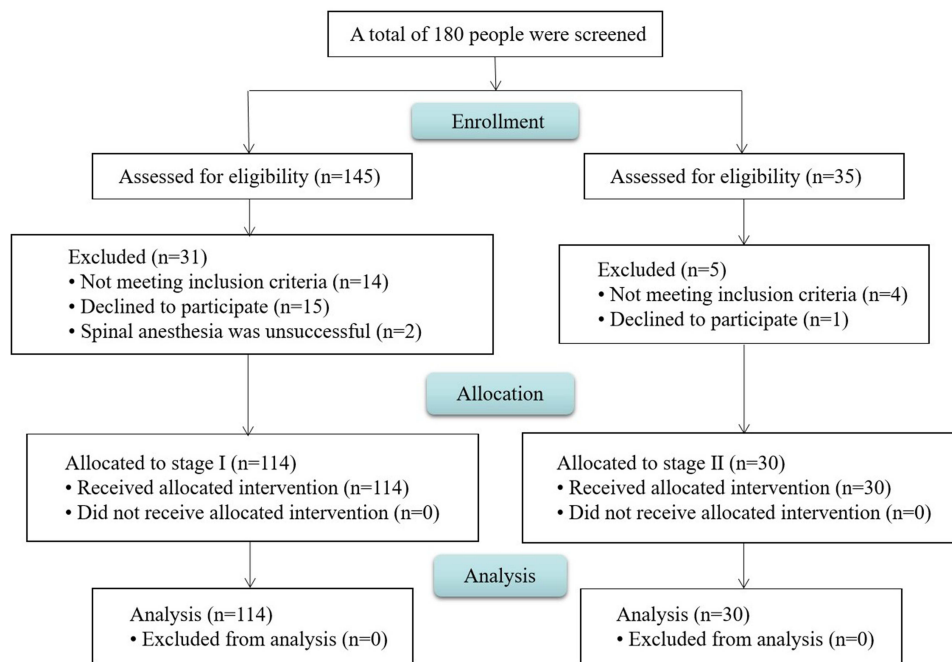 A total of 180 people were screened
Enrollment
Assessed for eligibility (n=145)
Assessed for eligibility (n=35)
Excluded (n=31)
• Not meeting inclusion criteria (n=14)
• Declined to participate (n=15)
• Spinal anesthesia was unsuccessful (n=2)
Excluded (n=5)
• Not meeting inclusion criteria (n=4)
• Declined to participate (n=1)
Allocation
Allocated to stage I (n=114)
• Received allocated intervention (n=114)
• Did not receive allocated intervention (n=0)
Allocated to stage II (n=30)
• Received allocated intervention (n=30)
• Did not receive allocated intervention (n=0)
Analysis
Analysis (n=114)
• Excluded from analysis (n=0)
Analysis (n=30)
• Excluded from analysis (n=0)